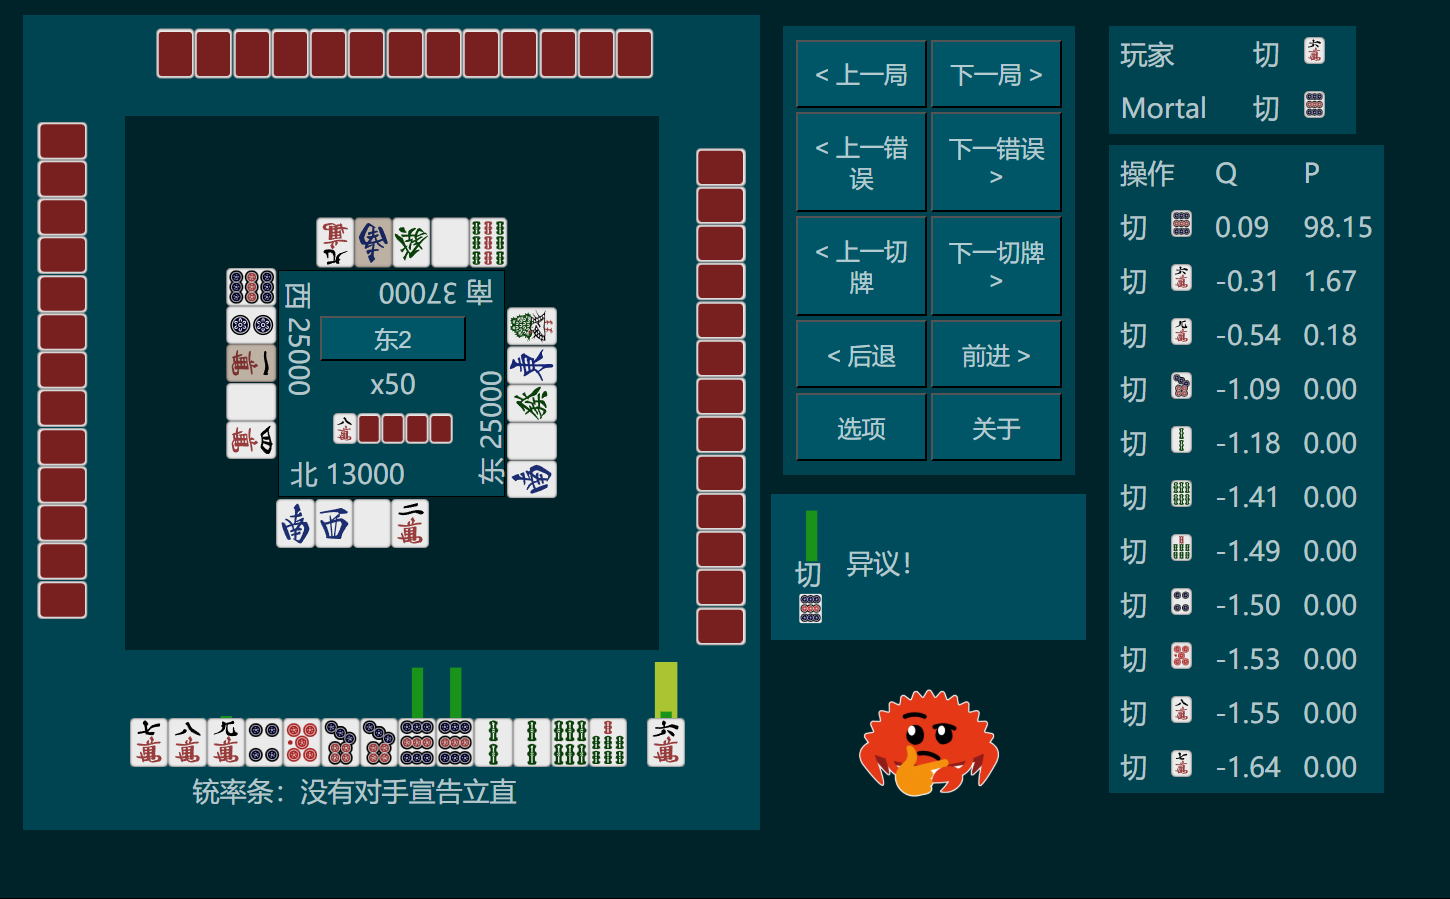 南 37000
西 25000
东2
x50
东 25000
北 13000
铳率条：没有对手宣告立直
< 上一局
下一局 >
< 上一错误
下一错误 >
< 上一切牌
下一切牌 >
< 后退
前进 >
选项
关于
切
异议！
玩家 切
Mortal 切
操作 Q P
切 0.09 98.15
切 -0.31 1.67
切 -0.54 0.18
切 -1.09 0.00
切 -1.18 0.00
切 -1.41 0.00
切 -1.49 0.00
切 -1.50 0.00
切 -1.53 0.00
切 -1.55 0.00
切 -1.64 0.00